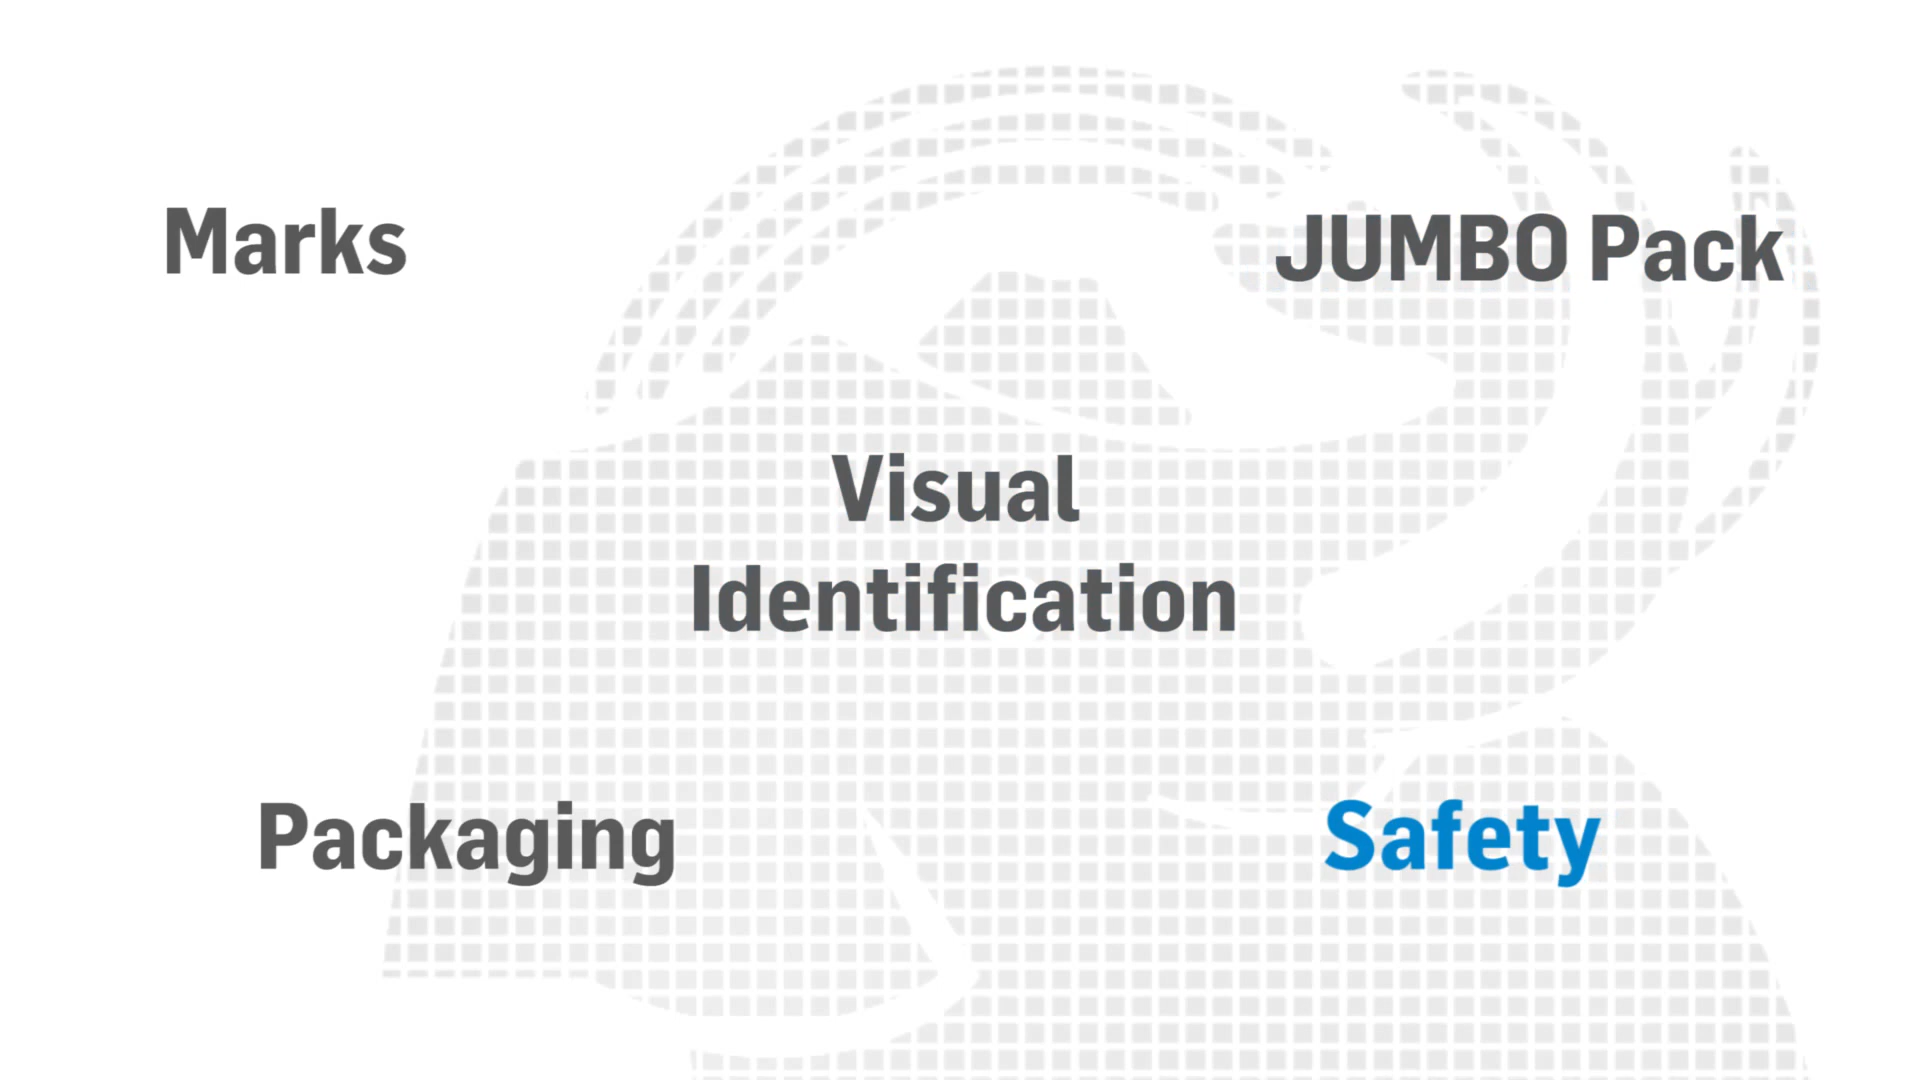 Marks
JUMBO Pack
Visual
Identification
Packaging
Safety